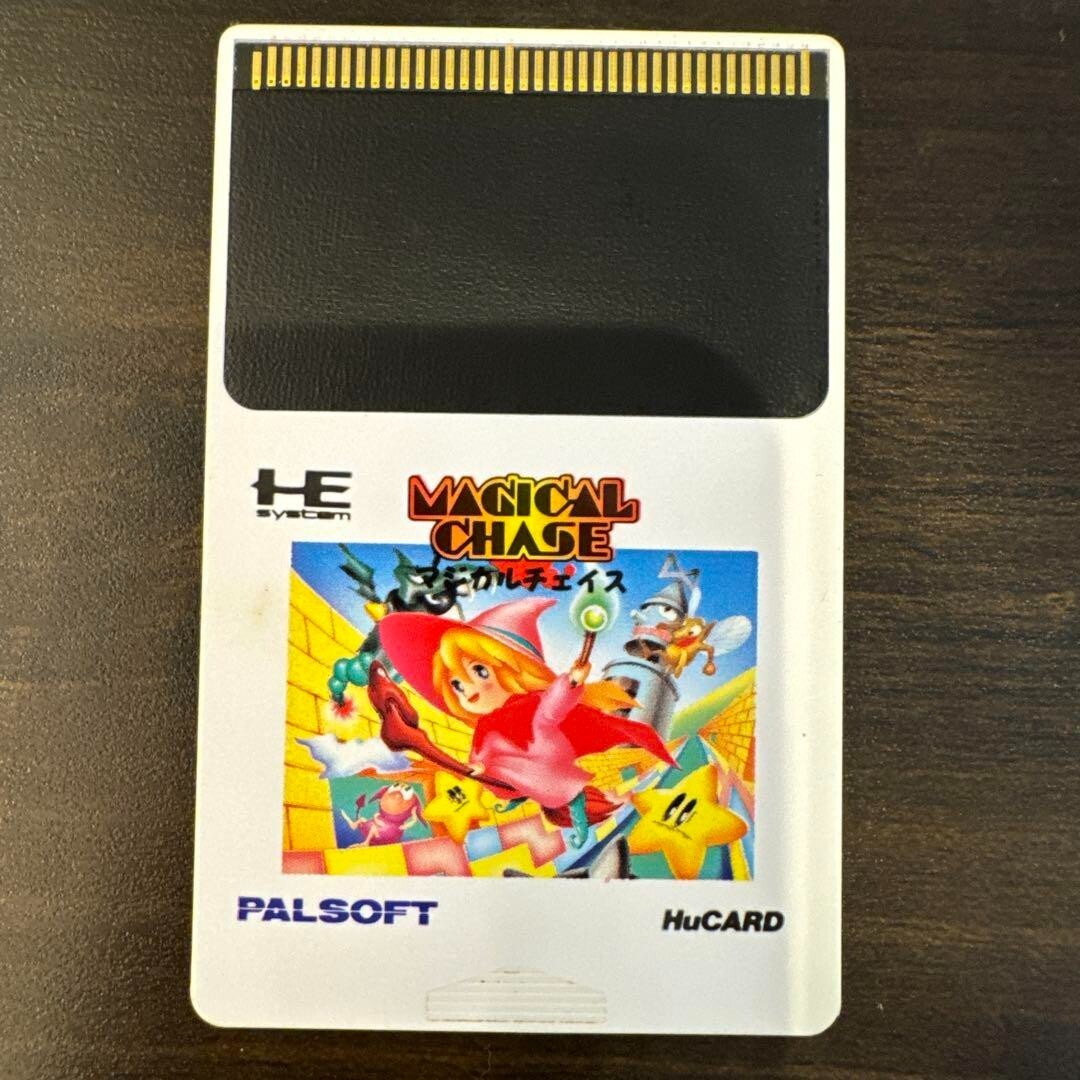 HE
system
MAGICAL
CHASE
マジカルチェイス
PALSOFT
HuCARD